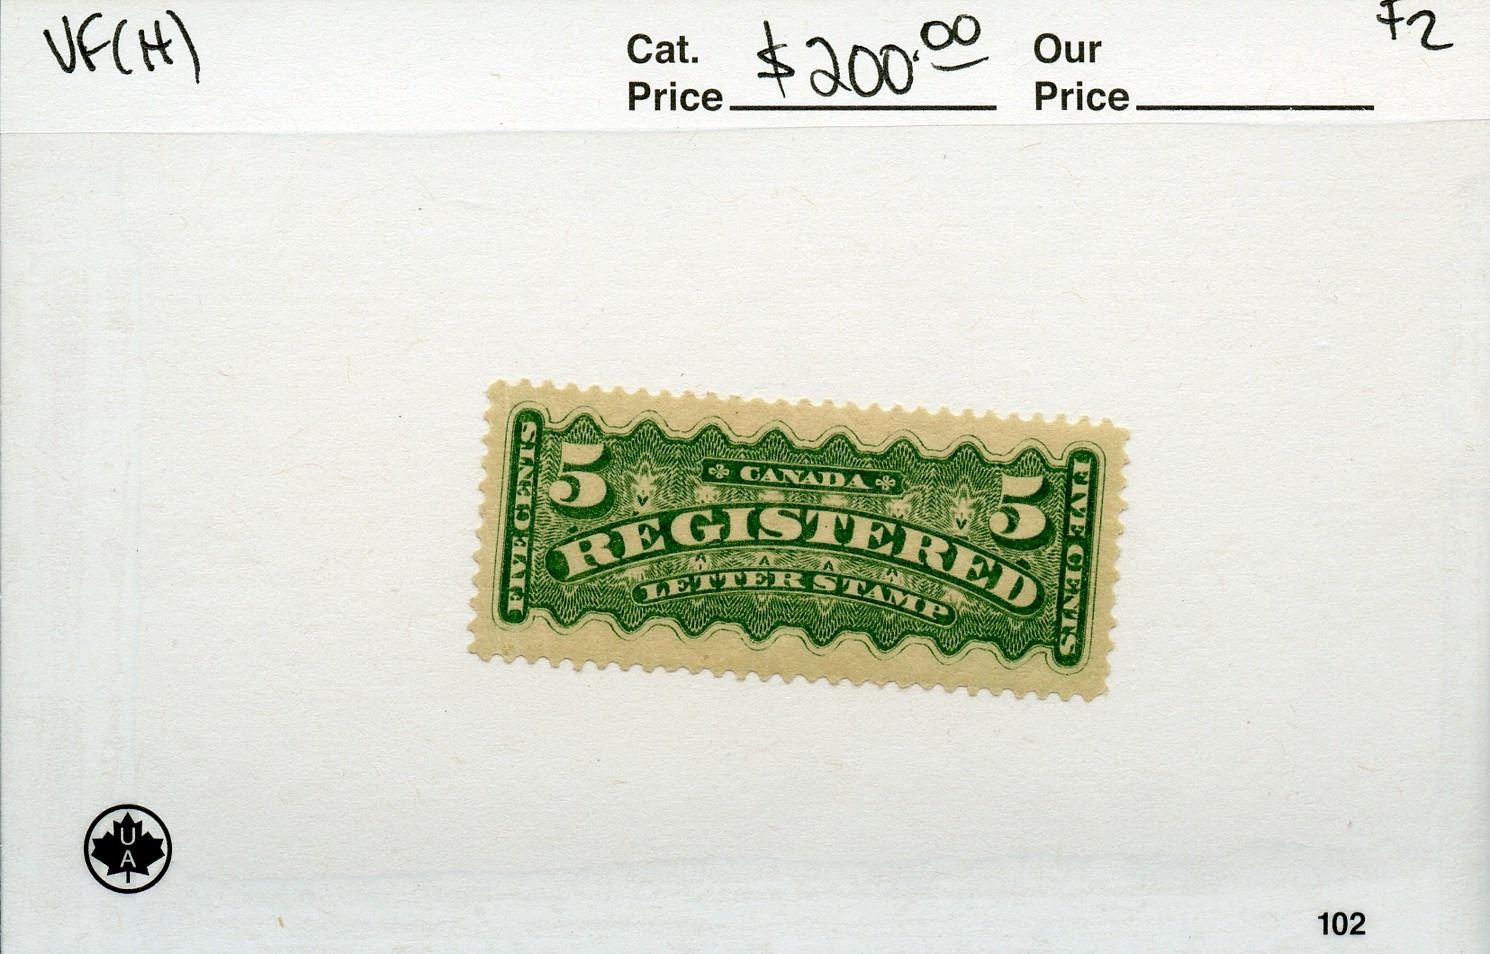 VF(H)
Cat. Price $200.00
Our Price
F2
5 CANADA 5
FIVE CENTS
REGISTERED
LETTER STAMP
FIVE CENTS
UAI
102